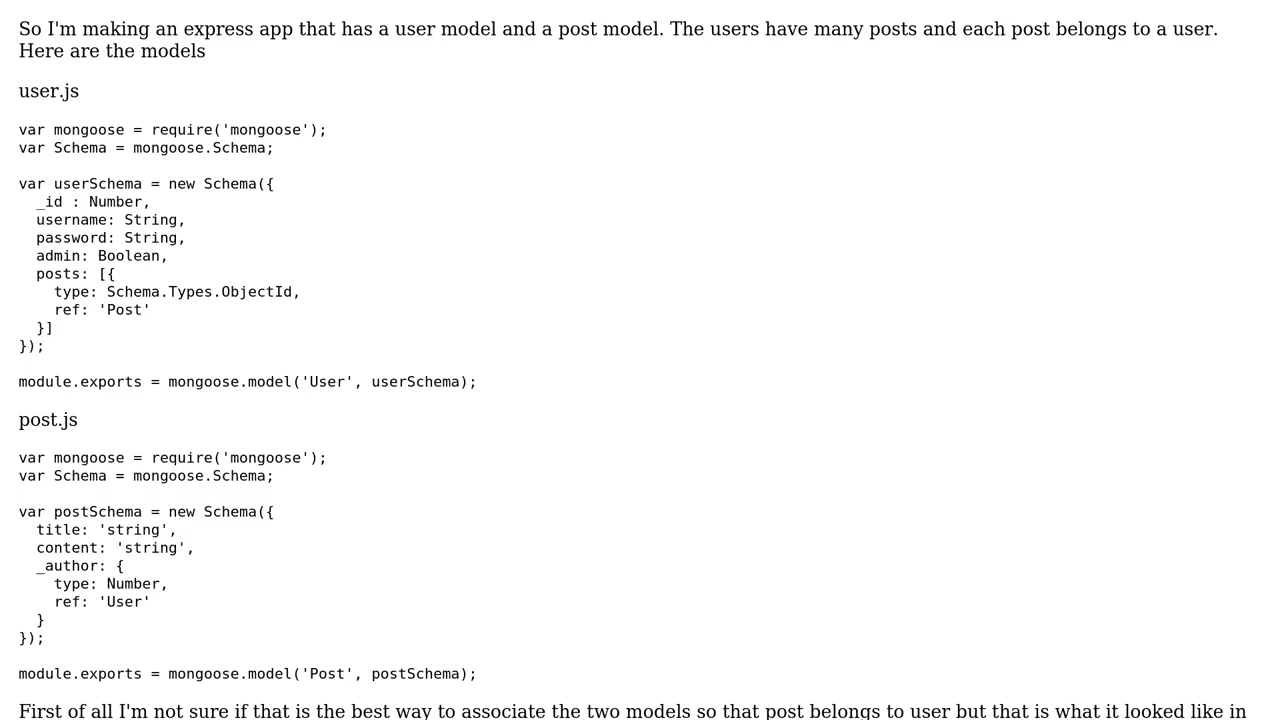 So I'm making an express app that has a user model and a post model. The users have many posts and each post belongs to a user.
Here are the models
user.js
var mongoose = require('mongoose');
var Schema = mongoose.Schema;
var userSchema = new Schema({
  _id : Number,
  username: String,
  password: String,
  admin: Boolean,
  posts: [{
    type: Schema.Types.ObjectId,
    ref: 'Post'
  }]
});
module.exports = mongoose.model('User', userSchema);
post.js
var mongoose = require('mongoose');
var Schema = mongoose.Schema;
var postSchema = new Schema({
  title: 'string',
  content: 'string',
  _author: {
    type: Number,
    ref: 'User'
  }
});
module.exports = mongoose.model('Post', postSchema);
First of all I'm not sure if that is the best way to associate the two models so that post belongs to user but that is what it looked like in